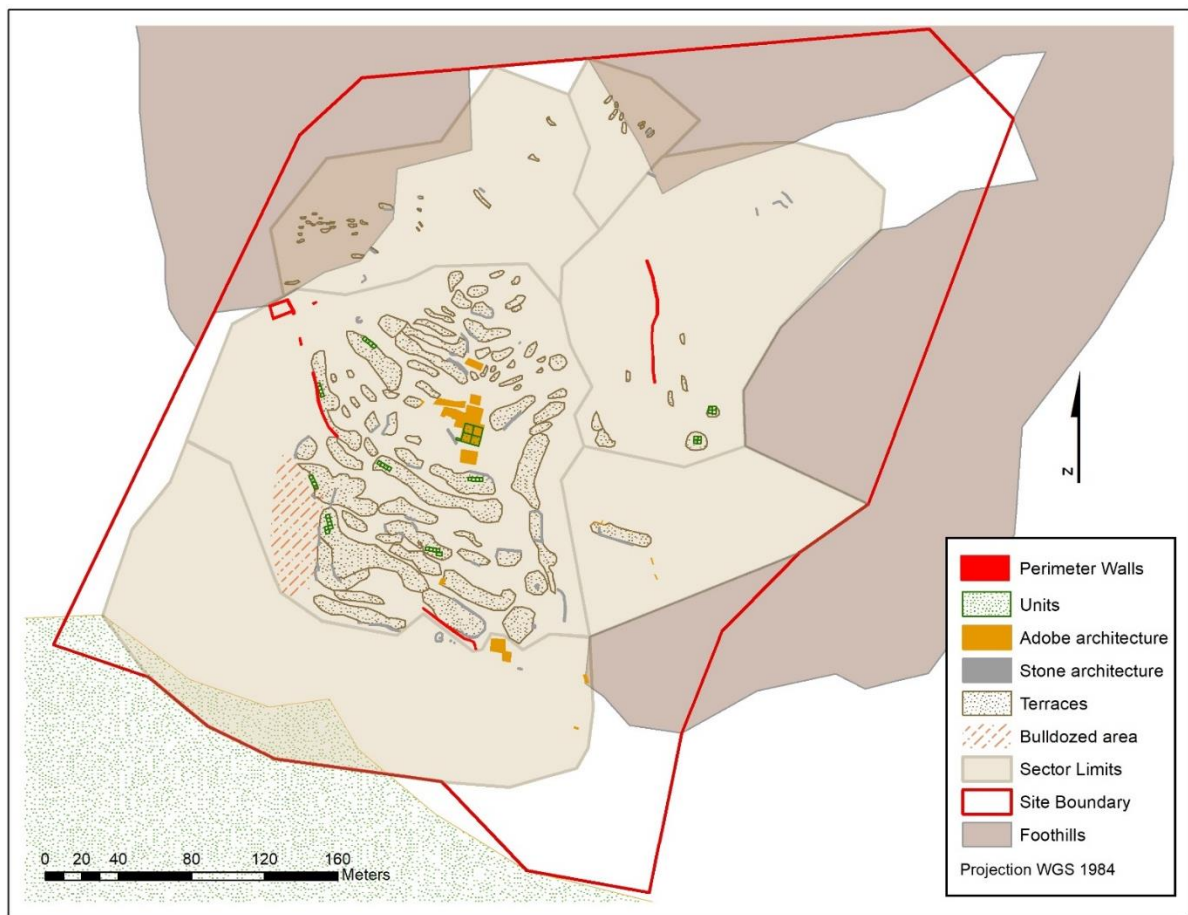 N
Perimeter Walls
Units
Adobe architecture
Stone architecture
Terraces
Bulldozed area
Sector Limits
Site Boundary
Foothills
Projection WGS 1984
0 20 40 80 120 160
Meters